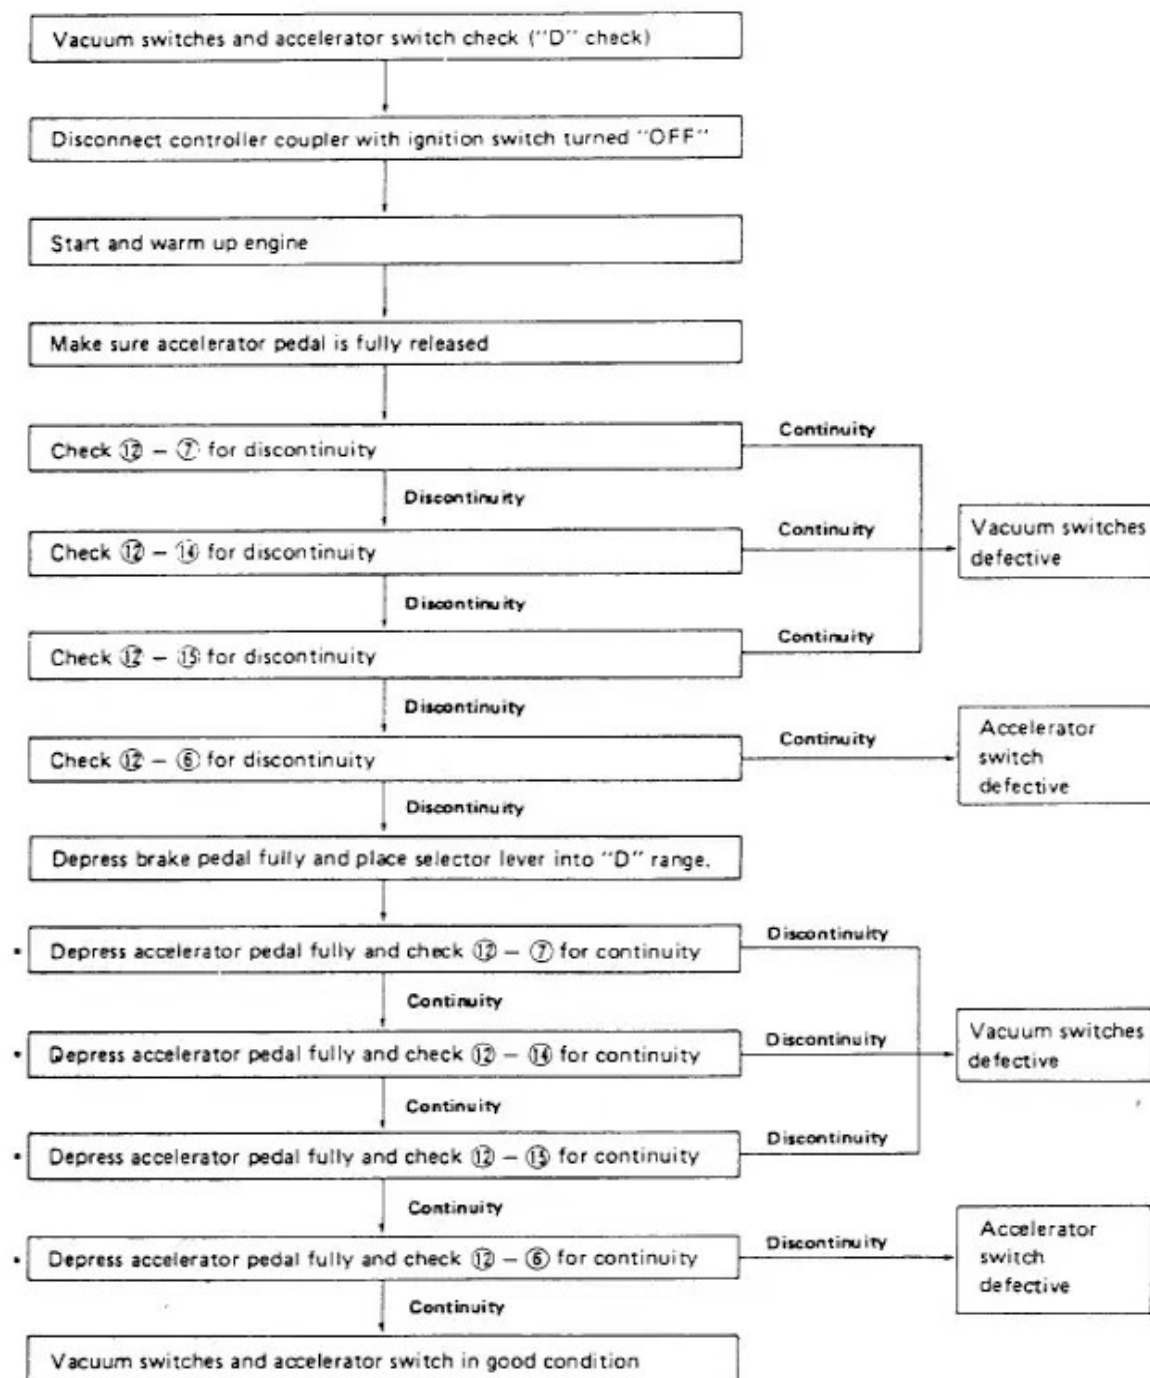 Vacuum switches and accelerator switch check ("D" check)
Disconnect controller coupler with ignition switch turned "OFF"
Start and warm up engine
Make sure accelerator pedal is fully released
Check ⑫ – ⑦ for discontinuity
Continuity
Discontinuity
Check ⑫ – ⑭ for discontinuity
Continuity
Vacuum switches
defective
Discontinuity
Check ⑫ – ⑮ for discontinuity
Continuity
Discontinuity
Check ⑫ – ⑥ for discontinuity
Continuity
Accelerator
switch
defective
Discontinuity
Depress brake pedal fully and place selector lever into "D" range.
• Depress accelerator pedal fully and check ⑫ – ⑦ for continuity
Discontinuity
Continuity
• Depress accelerator pedal fully and check ⑫ – ⑭ for continuity
Discontinuity
Vacuum switches
defective
Continuity
• Depress accelerator pedal fully and check ⑫ – ⑮ for continuity
Discontinuity
Continuity
• Depress accelerator pedal fully and check ⑫ – ⑥ for continuity
Discontinuity
Accelerator
switch
defective
Continuity
Vacuum switches and accelerator switch in good condition